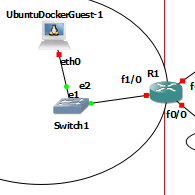 UbuntuDockerGuest-1
eth0
e2
e1
Switch1
f1/0
R1
f
f0/0